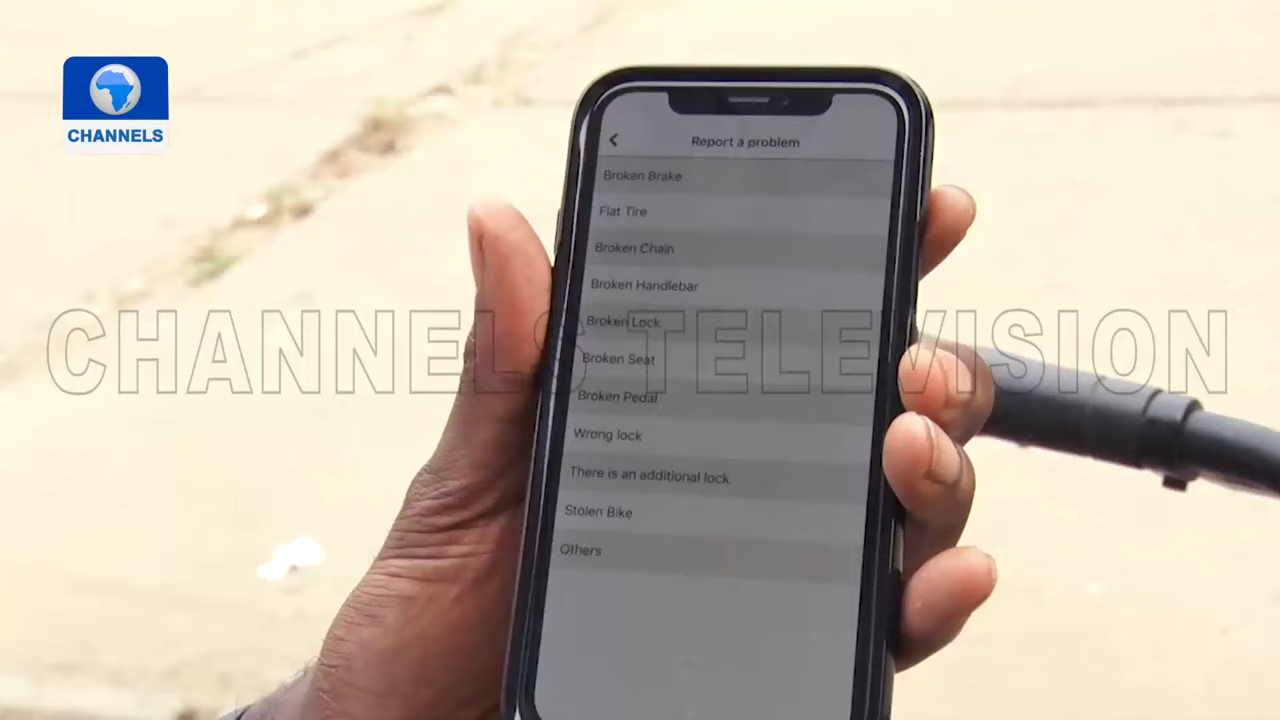 CHANNELS
Report a problem
Broken Brake
Flat Tire
Broken Chain
Broken Handlebar
Broken Lock
CHANNELS TELEVISION
Broken Seat
Broken Pedal
Wrong lock
There is an additional lock
Stolen Bike
Others